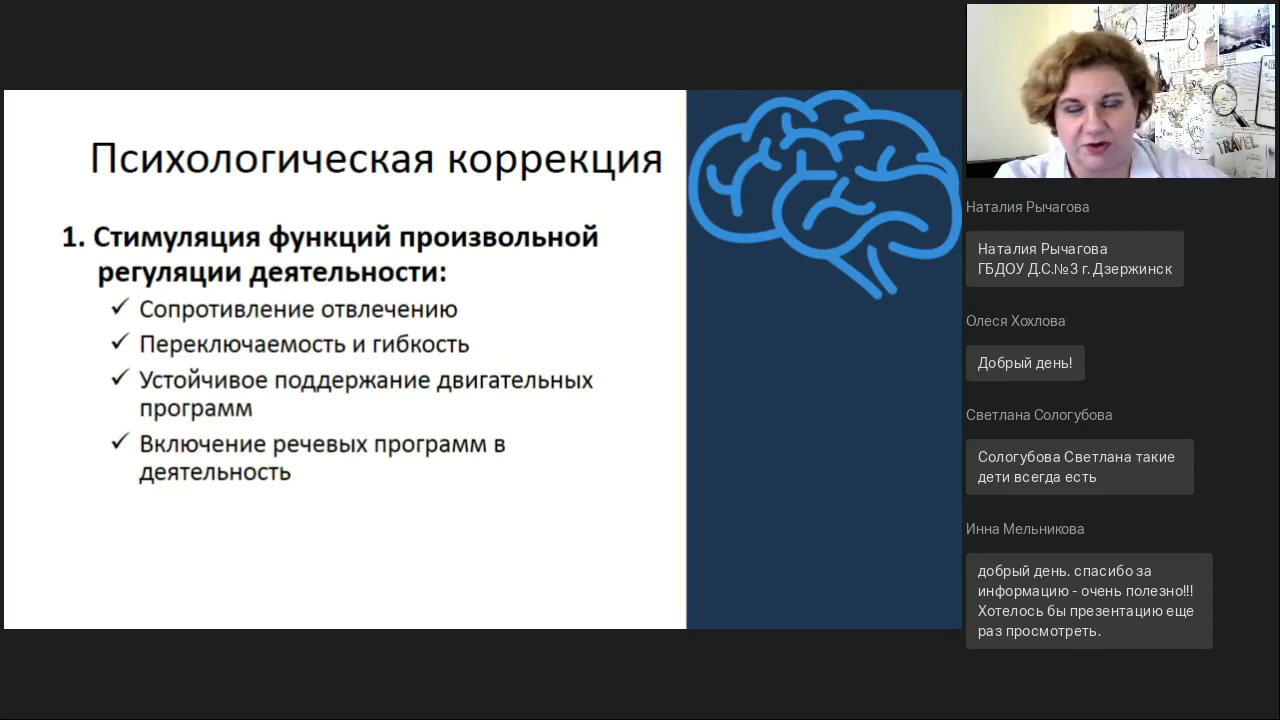 Психологическая коррекция
1. Стимуляция функций произвольной
регуляции деятельности:
✓ Сопротивление отвлечению
✓ Переключаемость и гибкость
✓ Устойчивое поддержание двигательных
программ
✓ Включение речевых программ в
деятельность
TRAVEL
Наталия Рычагова
Наталия Рычагова
ГБДОУ Д.С.№3 г. Дзержинск
Олеся Хохлова
Добрый день!
Светлана Сологубова
Сологубова Светлана такие
дети всегда есть
Инна Мельникова
добрый день. спасибо за
информацию - очень полезно!!!
Хотелось бы презентацию еще
раз просмотреть.